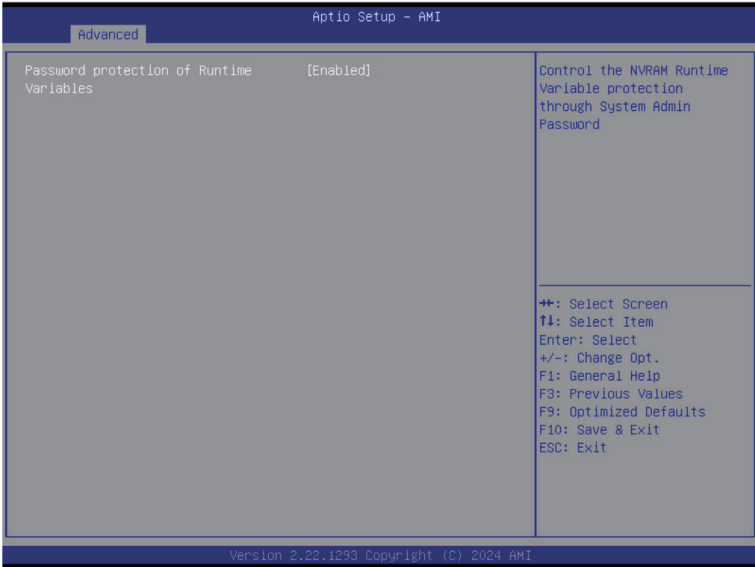 Aptio Setup – AMI
Advanced
Password protection of Runtime [Enabled]
Variables
Control the NVRAM Runtime
Variable protection
through System Admin
Password
→←: Select Screen
↑↓: Select Item
Enter: Select
+/-: Change Opt.
F1: General Help
F3: Previous Values
F9: Optimized Defaults
F10: Save & Exit
ESC: Exit
Version 2.22.1293 Copyright (C) 2024 AMI